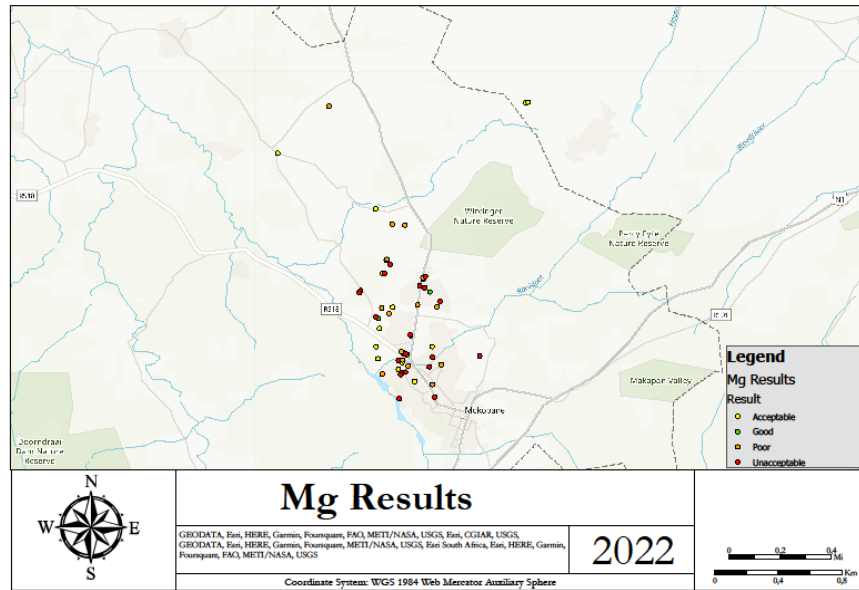 R518
N1
Witvinger
Nature Reserve
Percy Fyfe
Nature Reserve
R518
R101
Makapan Valley
Mokopane
Doorndraai
Dam Nature
Reserve
Legend
Mg Results
Result
Acceptable
Good
Poor
Unacceptable
N
W
E
S
Mg Results
GEODATA, Esri, HERE, Garmin, Foursquare, FAO, METI/NASA, USGS, Esri, CGIAR, USGS,
GEODATA, Esri, HERE, Garmin, Foursquare, METI/NASA, USGS, Esri South Africa, Esri, HERE, Garmin,
Foursquare, FAO, METI/NASA, USGS
2022
Coordinate System: WGS 1984 Web Mercator Auxiliary Sphere
0 0,2 0,4
Mi
Km
0 0,4 0,8